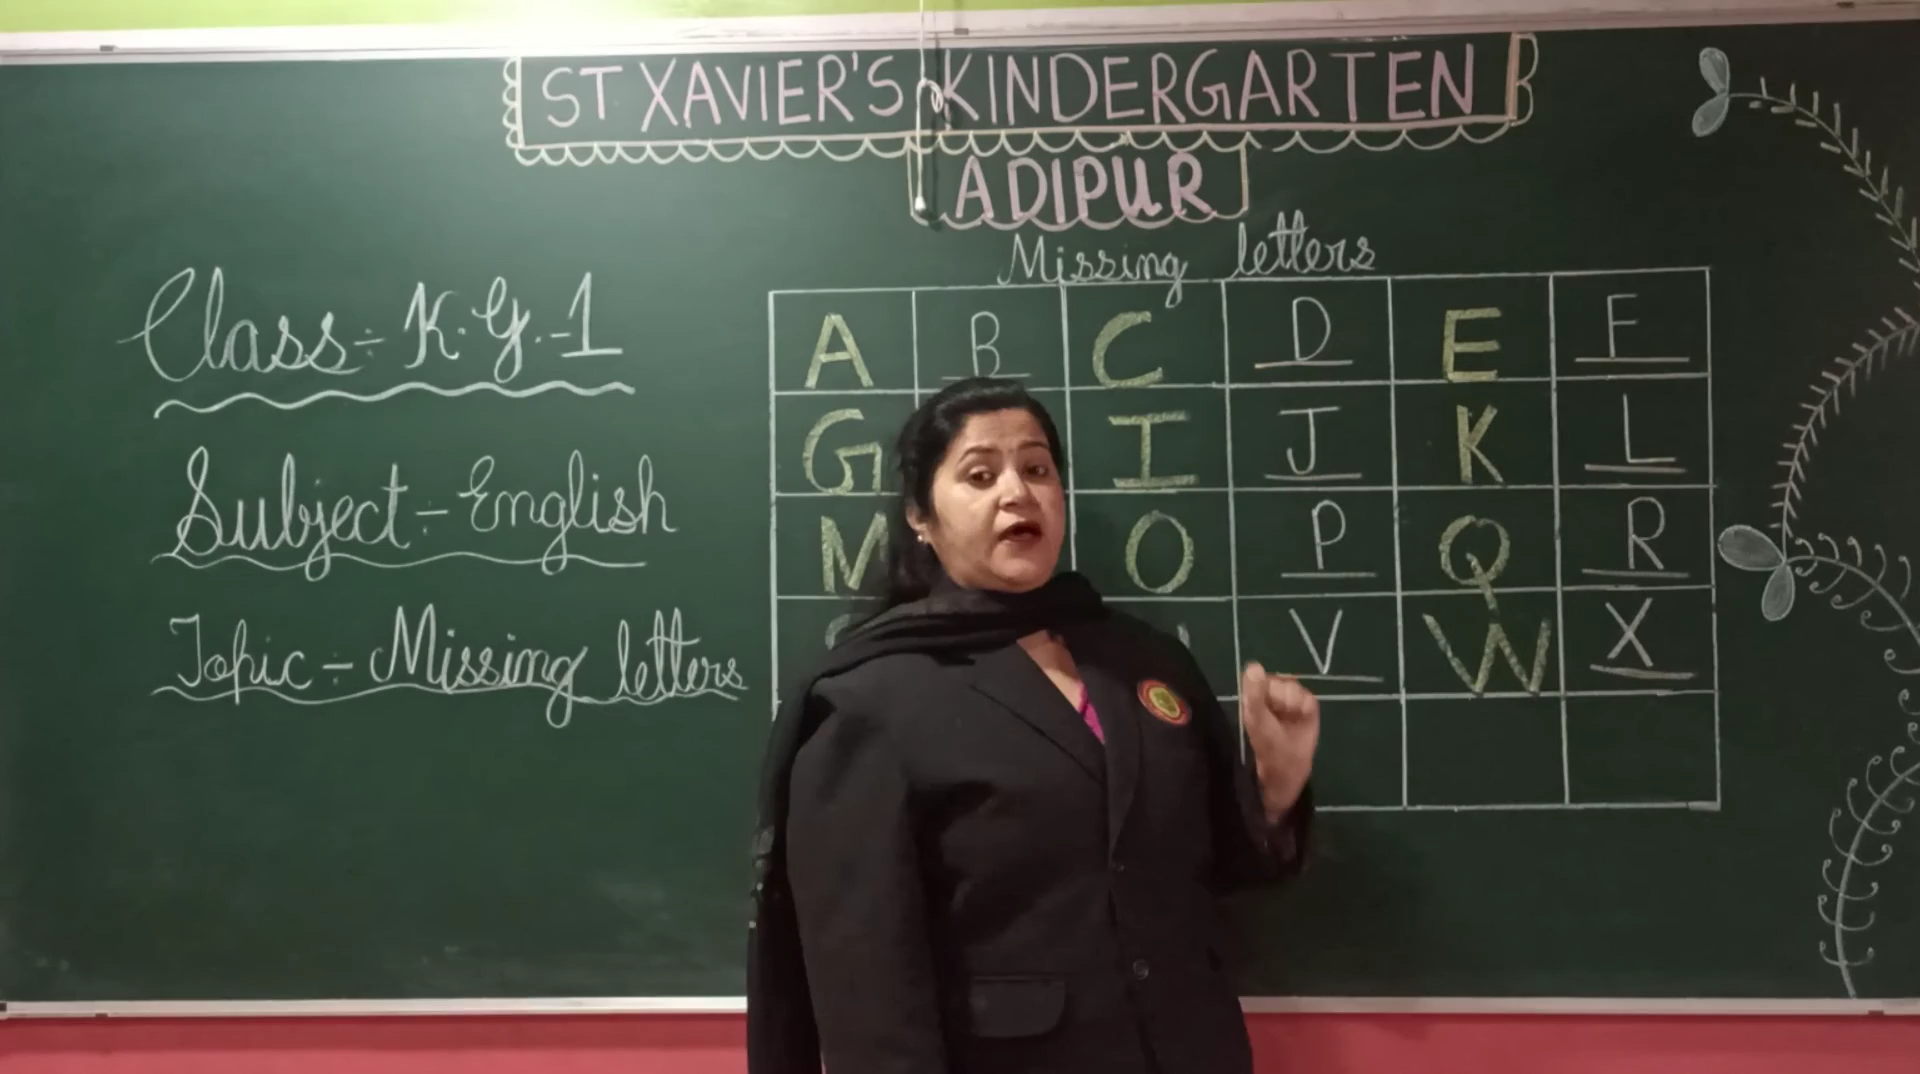 ST XAVIER'S KINDERGARTEN
ADIPUR
Missing letters
Class :- K.G.-1
Subject :- English
Topic :- Missing letters
A B C D E F
G I J K L
M O P Q R
V W X